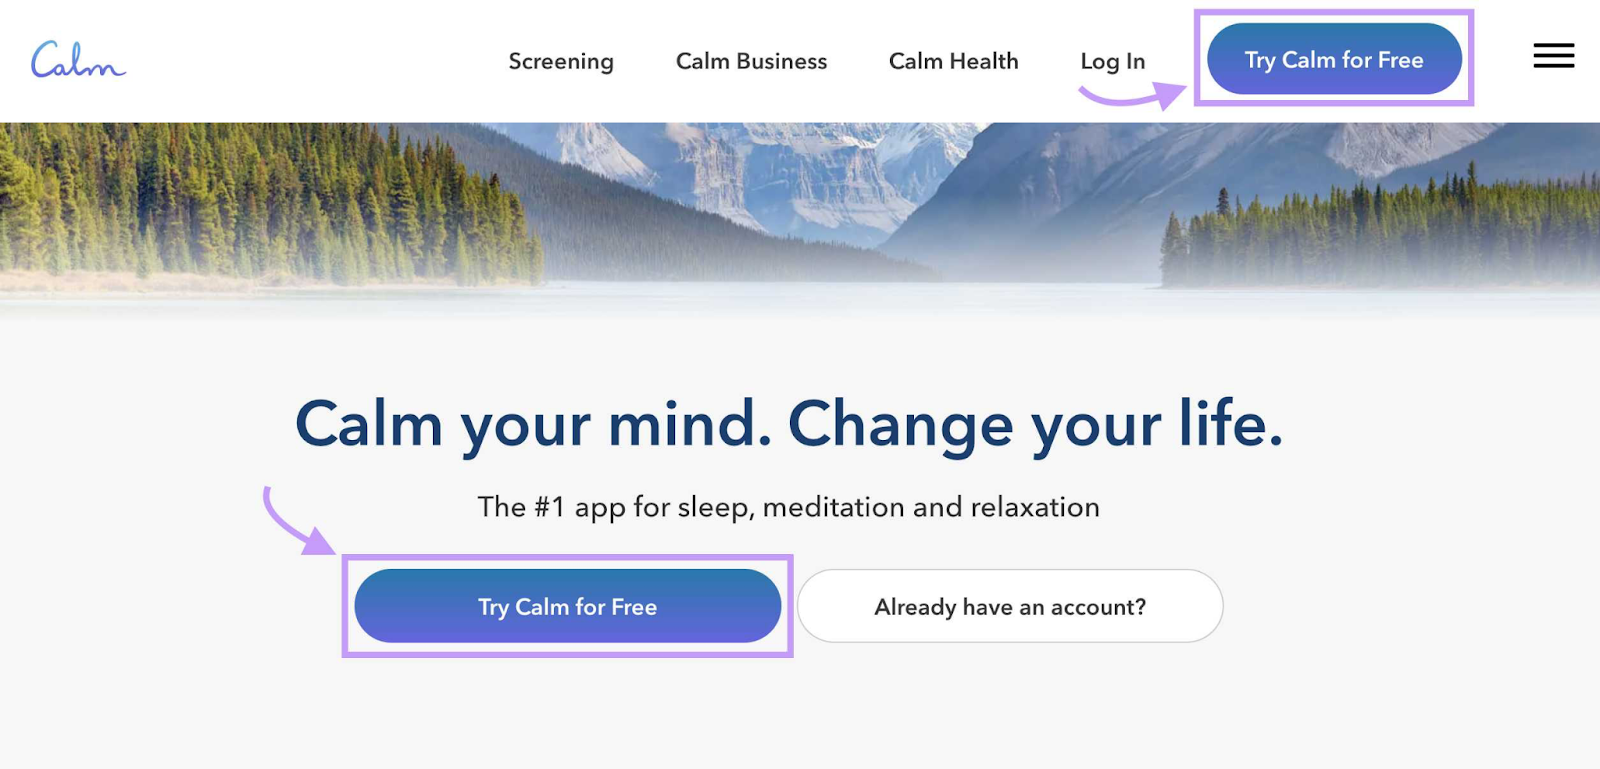 Calm
Screening
Calm Business
Calm Health
Log In
Try Calm for Free
Calm your mind. Change your life.
The #1 app for sleep, meditation and relaxation
Try Calm for Free
Already have an account?